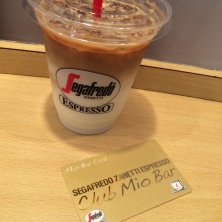 Segafredo
ZANETTI
ESPRESSO
Mio Bar Card
SEGAFREDO ZANETTI ESPRESSO
Club Mio Bar